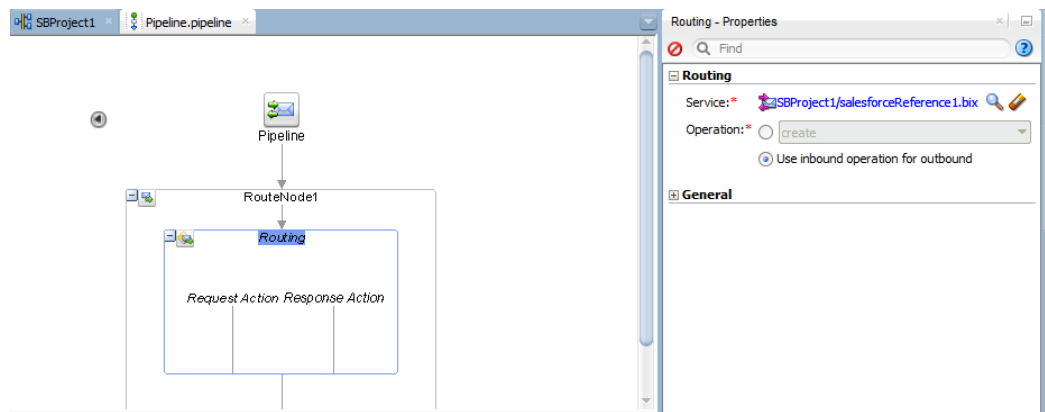 SBProject1
Pipeline.pipeline
Pipeline
RouteNode1
Routing
Request Action Response Action
Routing - Properties
Find
Routing
Service:* SBProject1/salesforceReference1.bix
Operation:* create
Use inbound operation for outbound
General